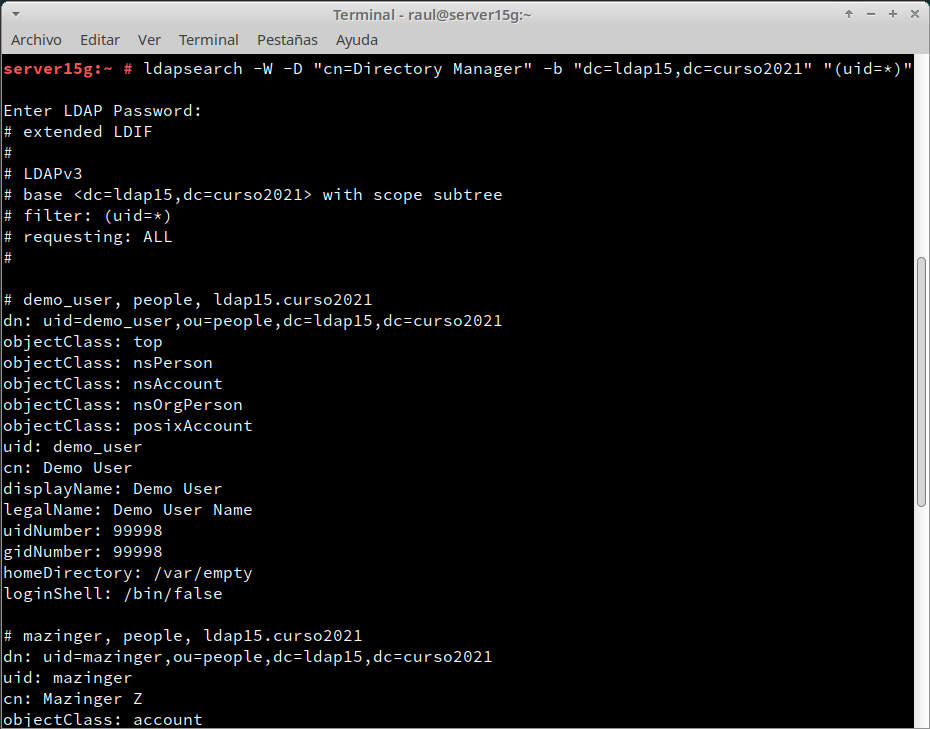 Terminal - raul@server15g:~
Archivo Editar Ver Terminal Pestañas Ayuda
server15g:~ # ldapsearch -W -D "cn=Directory Manager" -b "dc=ldap15,dc=curso2021" "(uid=*)"
Enter LDAP Password:
# extended LDIF
#
# LDAPv3
# base <dc=ldap15,dc=curso2021> with scope subtree
# filter: (uid=*)
# requesting: ALL
#
# demo_user, people, ldap15.curso2021
dn: uid=demo_user,ou=people,dc=ldap15,dc=curso2021
objectClass: top
objectClass: nsPerson
objectClass: nsAccount
objectClass: nsOrgPerson
objectClass: posixAccount
uid: demo_user
cn: Demo User
displayName: Demo User
legalName: Demo User Name
uidNumber: 99998
gidNumber: 99998
homeDirectory: /var/empty
loginShell: /bin/false
# mazinger, people, ldap15.curso2021
dn: uid=mazinger,ou=people,dc=ldap15,dc=curso2021
uid: mazinger
cn: Mazinger Z
objectClass: account